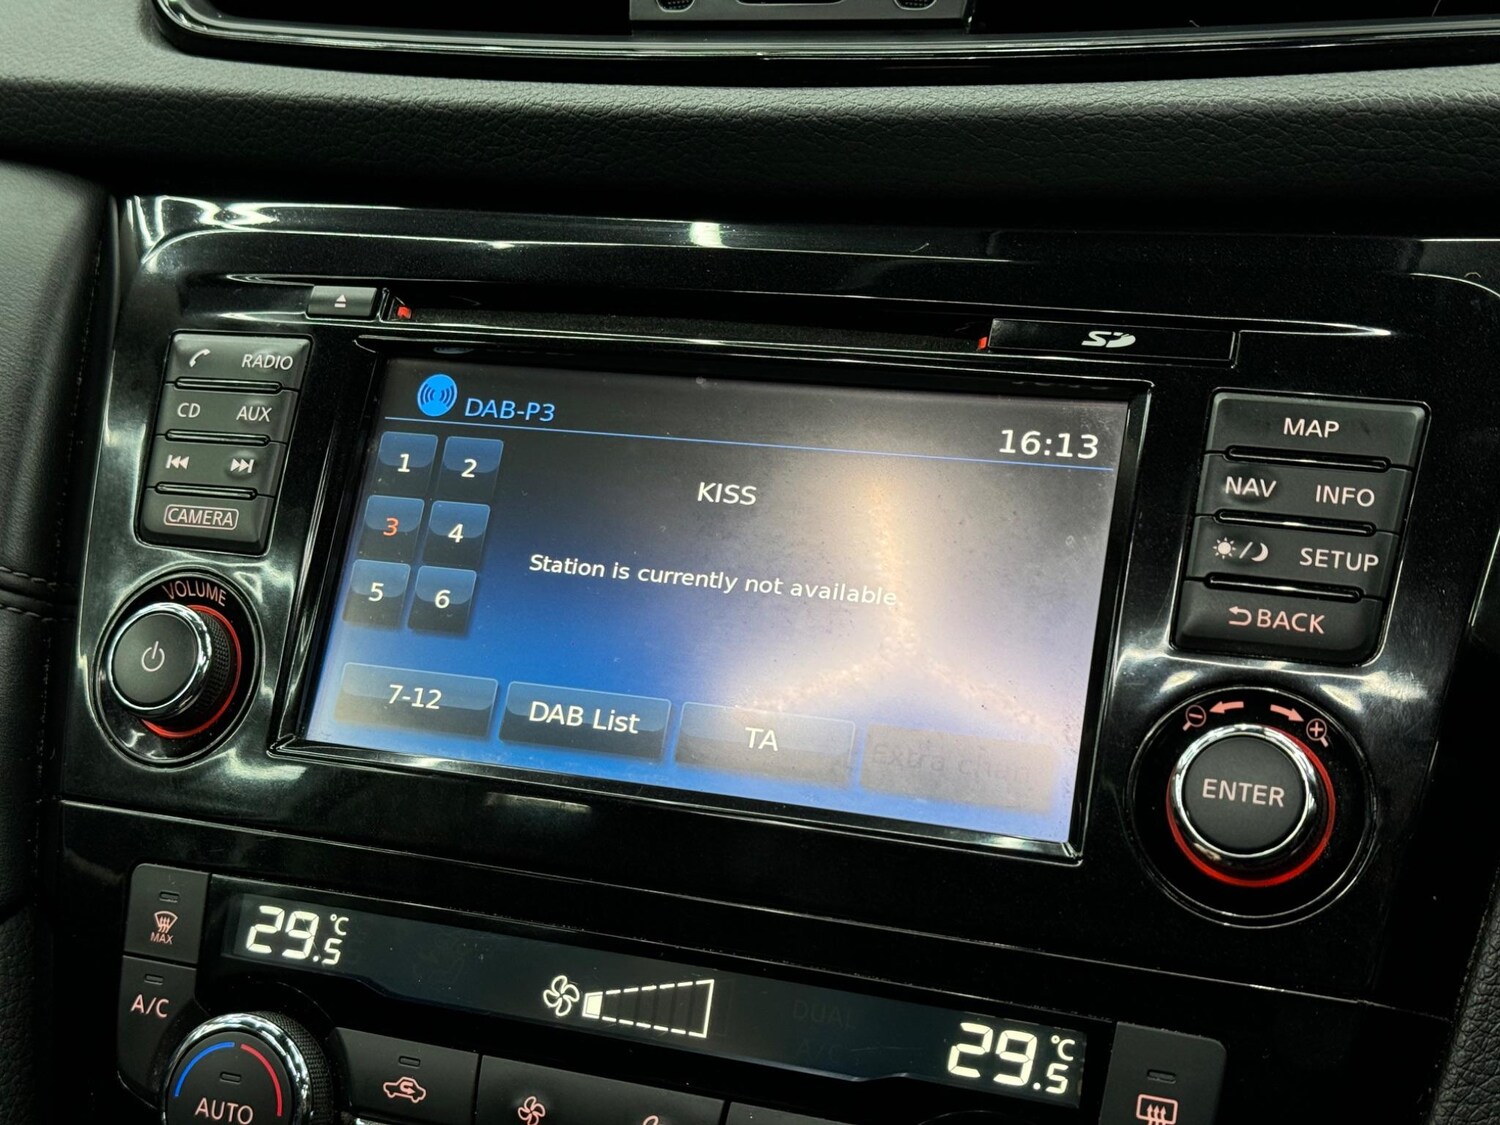 SD
RADIO
CD AUX
CAMERA
VOLUME
DAB-P3
16:13
1 2
3 4
5 6
KISS
Station is currently not available
7-12
DAB List
TA
Extra
MAP
NAV INFO
SETUP
BACK
ENTER
29.5°C
29.5°C
DUAL
MAX
A/C
AUTO